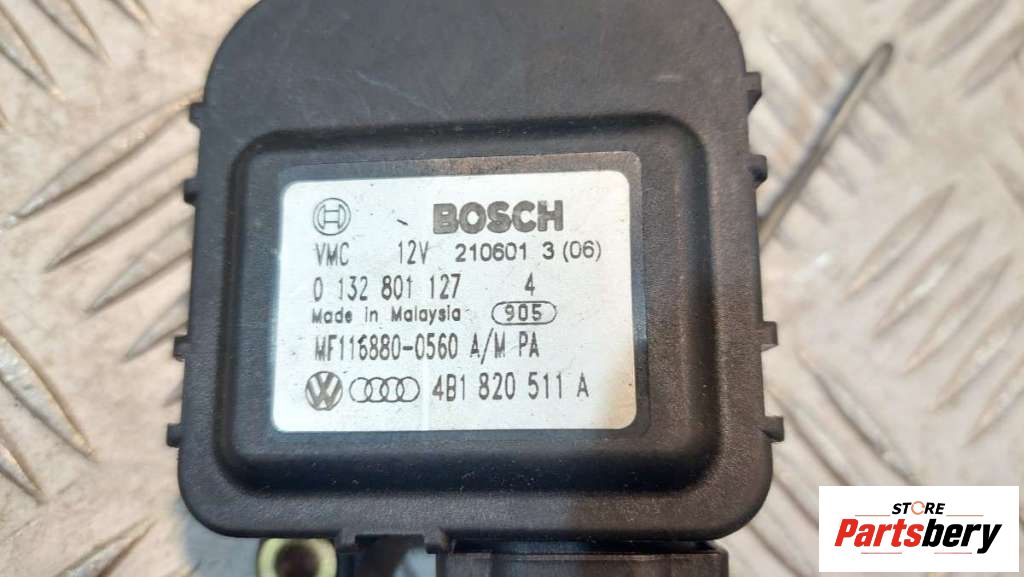 BOSCH
VMC 12V 210601 3 (06)
0 132 801 127 4
Made in Malaysia 905
MF116880-0560 A/M PA
4B1 820 511 A
STORE
Partsbery